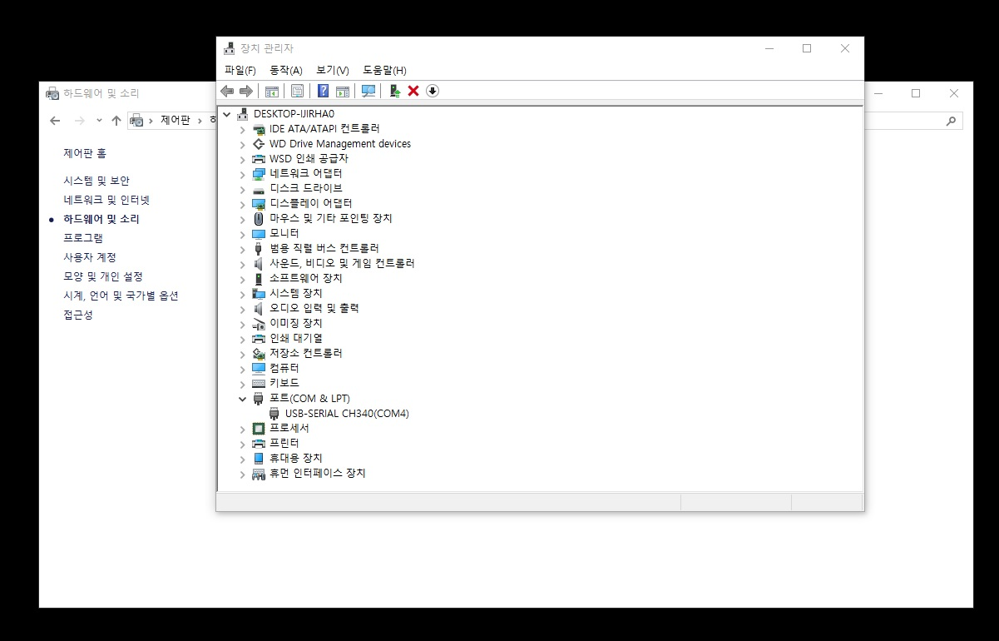 장치 관리자
파일(F) 동작(A) 보기(V) 도움말(H)
DESKTOP-IJIRHA0
IDE ATA/ATAPI 컨트롤러
WD Drive Management devices
WSD 인쇄 공급자
네트워크 어댑터
디스크 드라이브
디스플레이 어댑터
마우스 및 기타 포인팅 장치
모니터
범용 직렬 버스 컨트롤러
사운드, 비디오 및 게임 컨트롤러
소프트웨어 장치
시스템 장치
오디오 입력 및 출력
이미징 장치
인쇄 대기열
저장소 컨트롤러
컴퓨터
키보드
포트(COM & LPT)
USB-SERIAL CH340(COM4)
프로세서
프린터
휴대용 장치
휴먼 인터페이스 장치
하드웨어 및 소리
제어판
제어판 홈
시스템 및 보안
네트워크 및 인터넷
하드웨어 및 소리
프로그램
사용자 계정
모양 및 개인 설정
시계, 언어 및 국가별 옵션
접근성